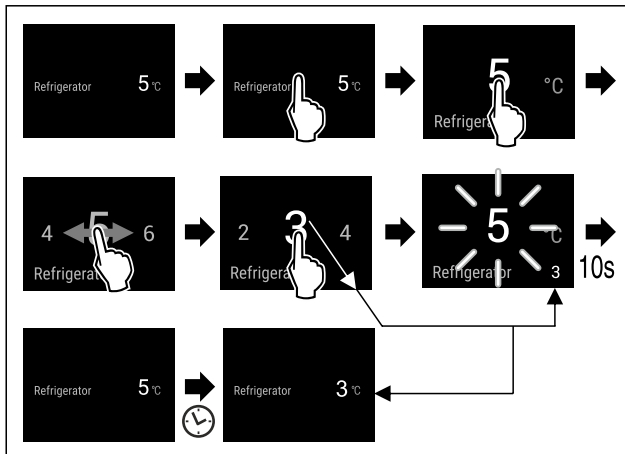 Refrigerator 5 °C
Refrigerator 5 °C
5 °C
Refrigera
4 5 6
Refrigerat
2 3 4
Refrigera
5 °C
Refrigerator 3
10s
Refrigerator 5 °C
Refrigerator 3 °C